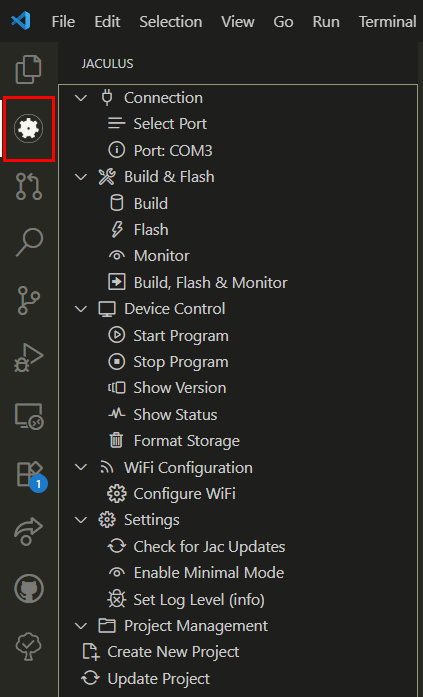 File Edit Selection View Go Run Terminal
JACULUS
Connection
Select Port
Port: COM3
Build & Flash
Build
Flash
Monitor
Build, Flash & Monitor
Device Control
Start Program
Stop Program
Show Version
Show Status
Format Storage
WiFi Configuration
Configure WiFi
Settings
Check for Jac Updates
Enable Minimal Mode
Set Log Level (info)
Project Management
Create New Project
Update Project
1